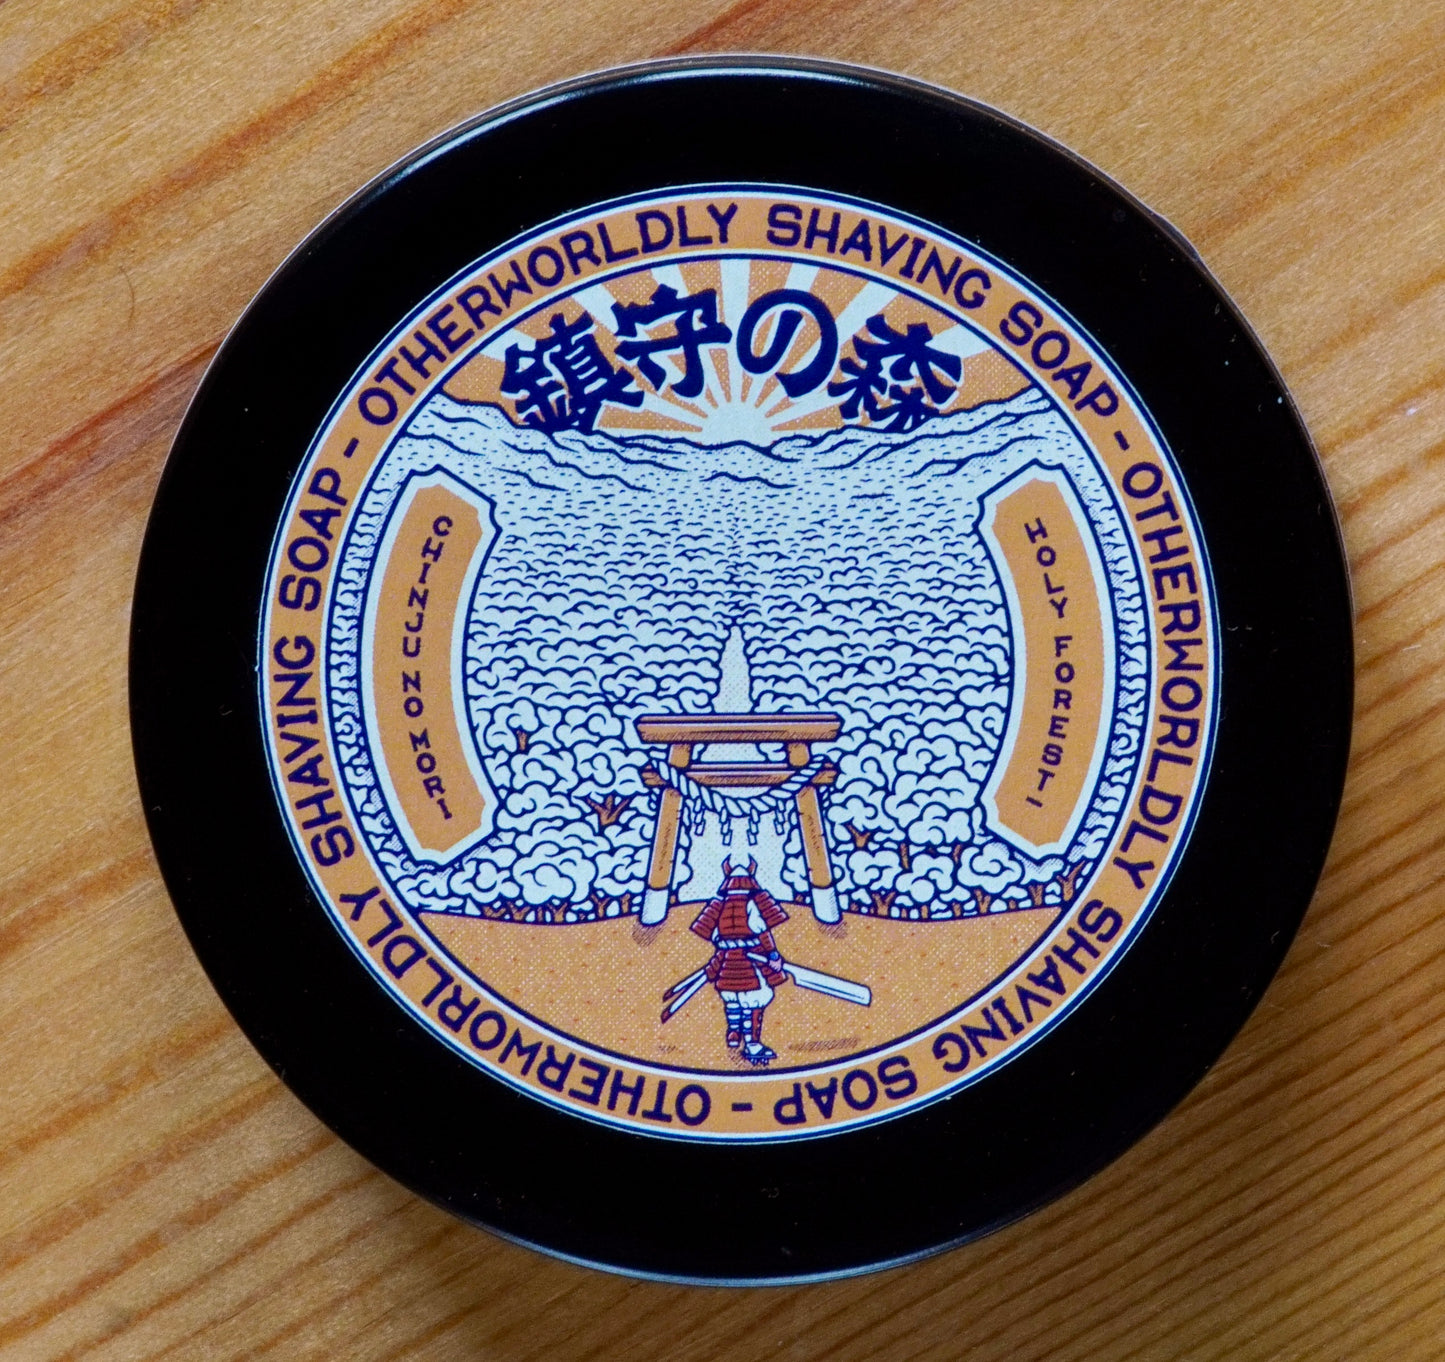 OTHERWORLDLY SHAVING SOAP - OTHERWORLDLY SHAVING SOAP - OTHERWORLDLY SHAVING SOAP -
鎮守の森
CHINJU NO MORI
HOLY FOREST